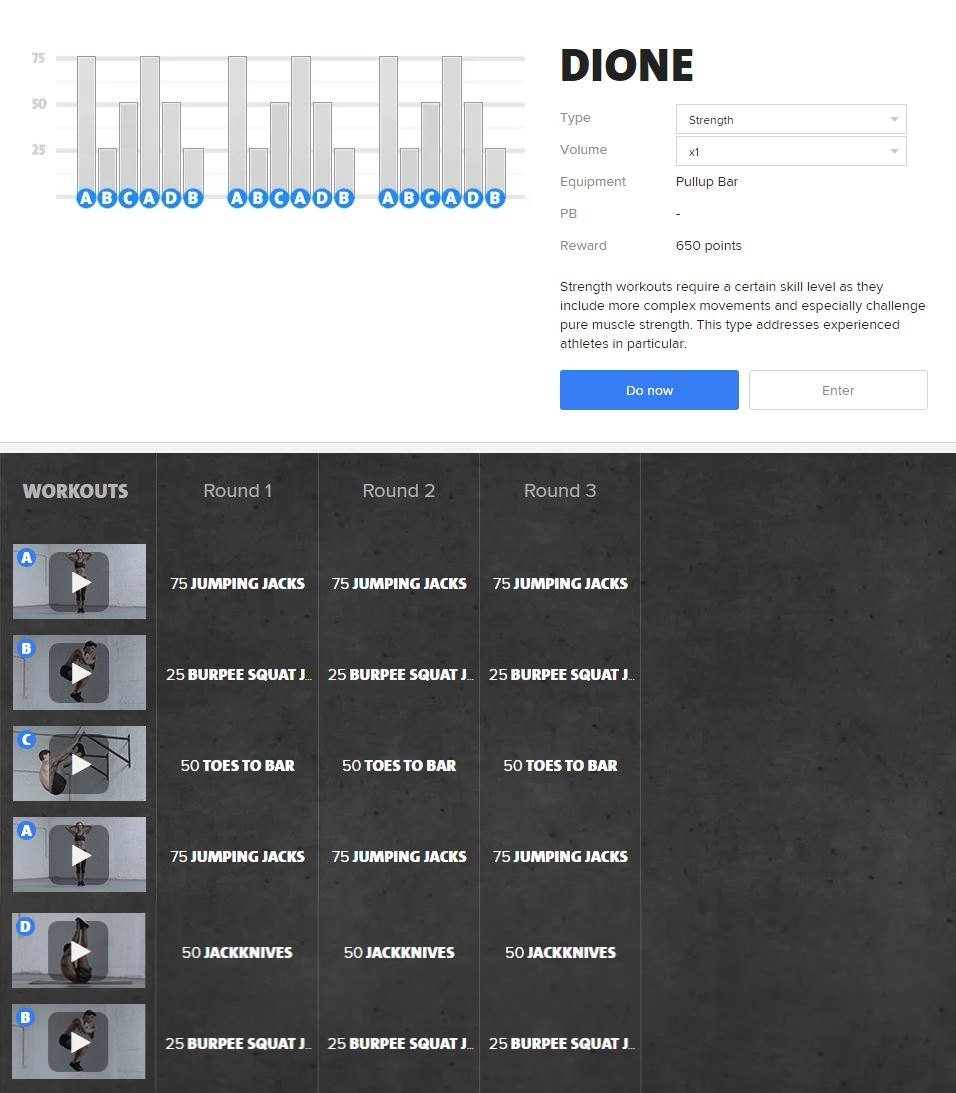 75
50
25
A B C A D B A B C A D B A B C A D B
DIONE
Type Strength
Volume x1
Equipment Pullup Bar
PB -
Reward 650 points
Strength workouts require a certain skill level as they
include more complex movements and especially challenge
pure muscle strength. This type addresses experienced
athletes in particular.
Do now Enter
WORKOUTS Round 1 Round 2 Round 3
A 75 JUMPING JACKS 75 JUMPING JACKS 75 JUMPING JACKS
B 25 BURPEE SQUAT J... 25 BURPEE SQUAT J... 25 BURPEE SQUAT J...
C 50 TOES TO BAR 50 TOES TO BAR 50 TOES TO BAR
A 75 JUMPING JACKS 75 JUMPING JACKS 75 JUMPING JACKS
D 50 JACKKNIVES 50 JACKKNIVES 50 JACKKNIVES
B 25 BURPEE SQUAT J... 25 BURPEE SQUAT J... 25 BURPEE SQUAT J...